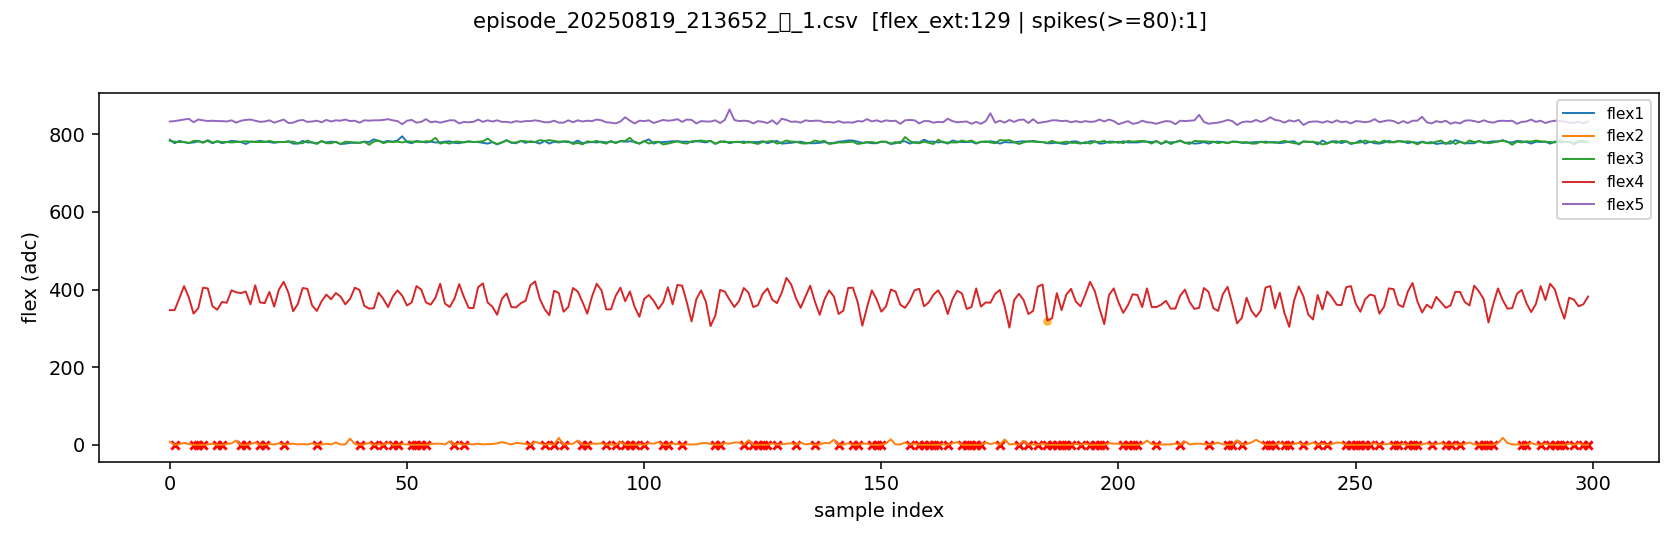 episode_20250819_213652_▯_1.csv [flex_ext:129 | spikes(>=80):1]
flex (adc)
800
600
400
200
0
0 50 100 150 200 250 300
sample index
flex1
flex2
flex3
flex4
flex5